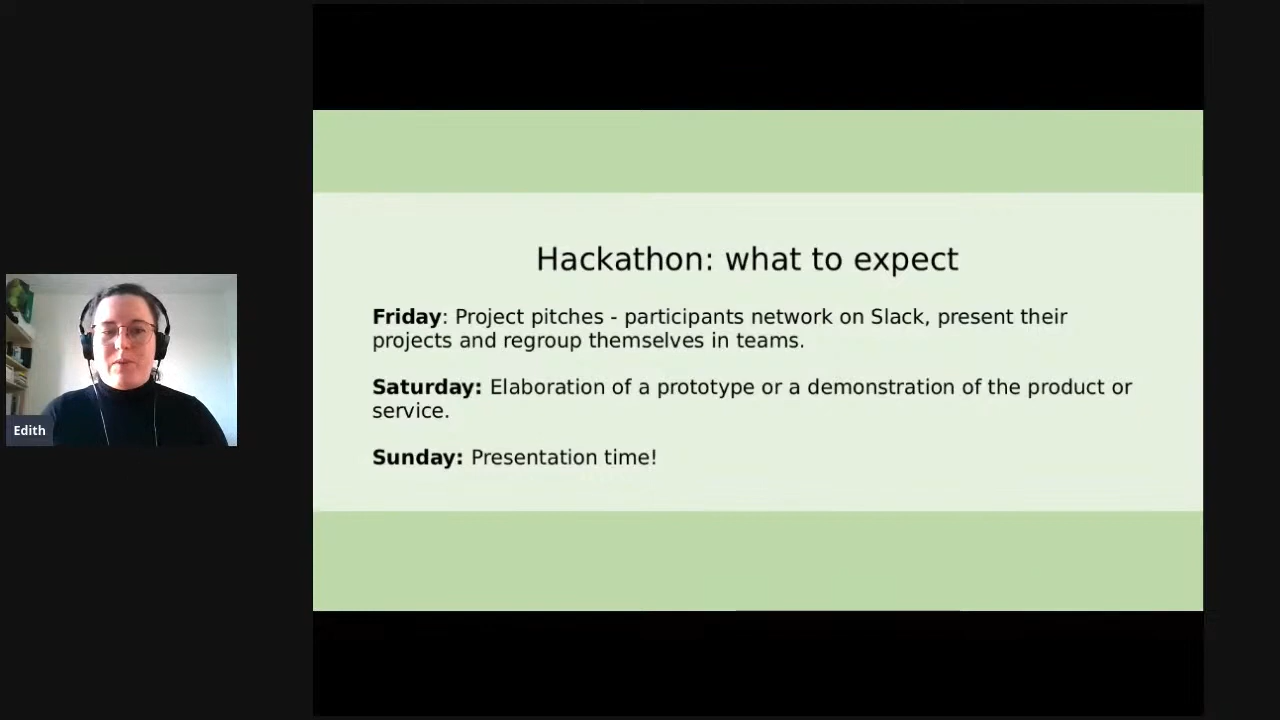 Hackathon: what to expect
Friday: Project pitches - participants network on Slack, present their
projects and regroup themselves in teams.
Saturday: Elaboration of a prototype or a demonstration of the product or
service.
Sunday: Presentation time!
Edith